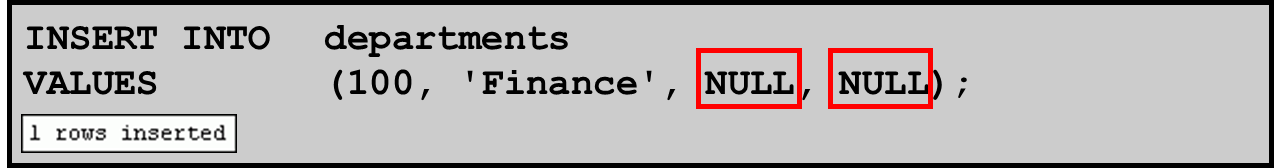 INSERT INTO departments
VALUES (100, 'Finance', NULL, NULL);
1 rows inserted